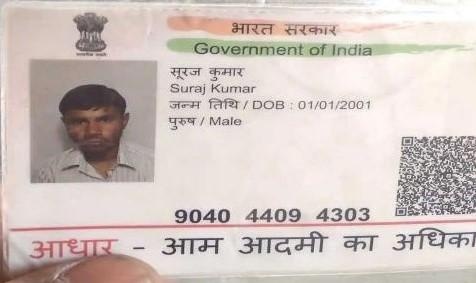 भारत सरकार
Government of India
सूरज कुमार
Suraj Kumar
जन्म तिथि / DOB : 01/01/2001
पुरुष / Male
9040 4409 4303
आधार - आम आदमी का अधिका